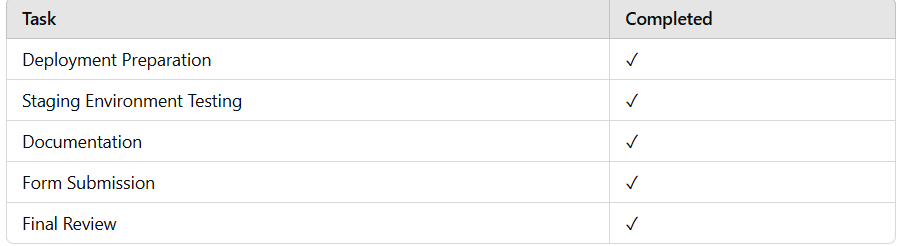 Task Completed
Deployment Preparation ✓
Staging Environment Testing ✓
Documentation ✓
Form Submission ✓
Final Review ✓